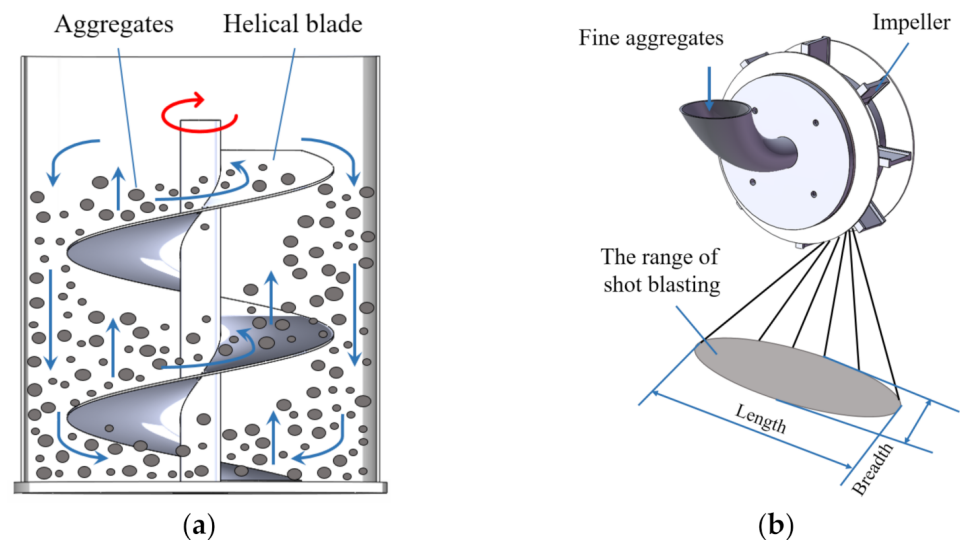 Aggregates
Helical blade
(a)
Fine aggregates
Impeller
The range of
shot blasting
Length
Breadth
(b)